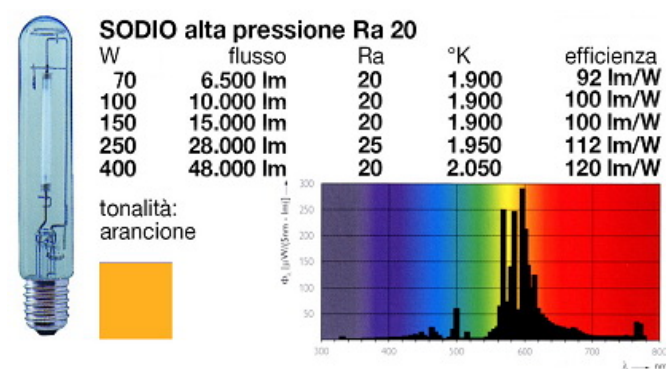 SODIO alta pressione Ra 20
W flusso Ra °K efficienza
70 6.500 lm 20 1.900 92 lm/W
100 10.000 lm 20 1.900 100 lm/W
150 15.000 lm 20 1.900 100 lm/W
250 28.000 lm 25 1.950 112 lm/W
400 48.000 lm 20 2.050 120 lm/W
tonalità:
arancione
300
250
200
150
100
50
300 400 500 600 700 800
λ → nm